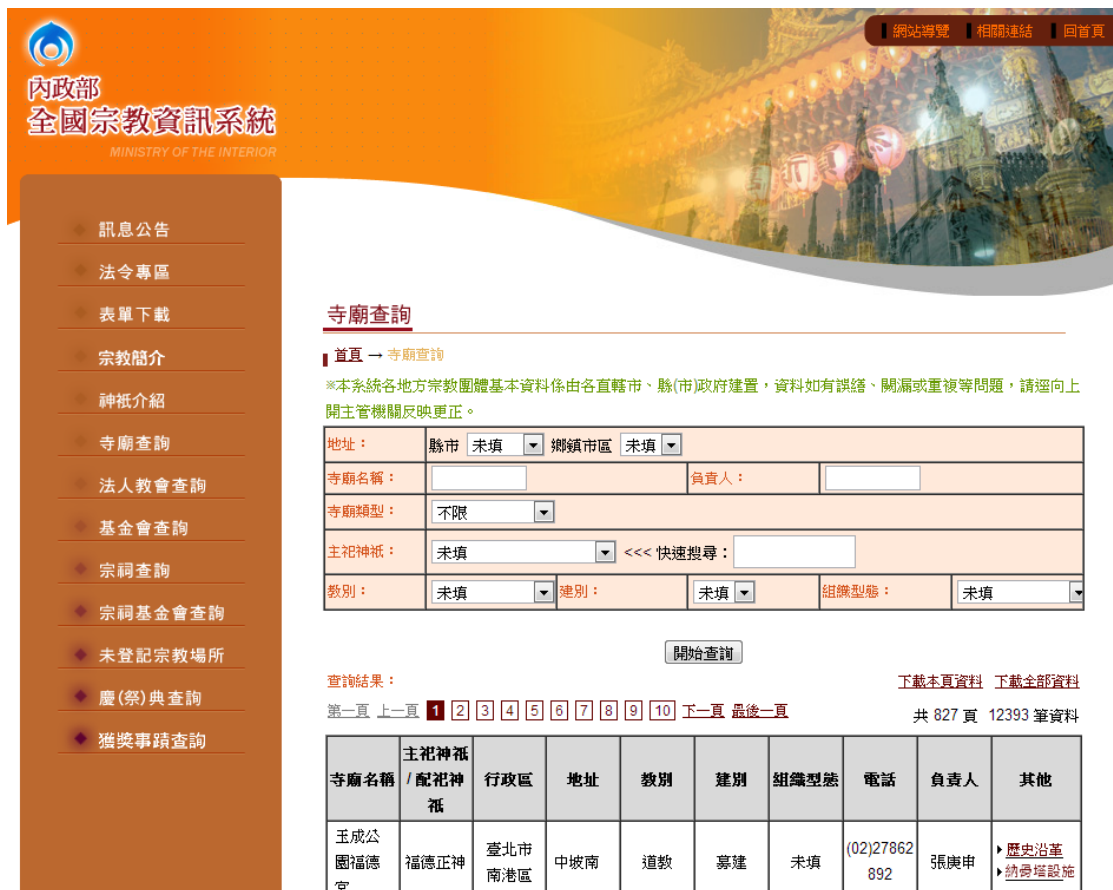 網站導覽 相關連結 回首頁
內政部
全國宗教資訊系統
MINISTRY OF THE INTERIOR
訊息公告
法令專區
表單下載
宗教簡介
神祇介紹
寺廟查詢
法人教會查詢
基金會查詢
宗祠查詢
宗祠基金會查詢
未登記宗教場所
慶(祭)典查詢
獲獎事蹟查詢
寺廟查詢
首頁 → 寺廟查詢
※本系統各地方宗教團體基本資料係由各直轄市、縣(市)政府建置，資料如有誤繕、闕漏或重複等問題，請逕向上
開主管機關反映更正。
地址： 縣市 未填 鄉鎮市區 未填
寺廟名稱： 負責人：
寺廟類型： 不限
主祀神祇： 未填 <<< 快速搜尋：
教別： 未填 建別： 未填 組織型態： 未填
開始查詢
查詢結果： 下載本頁資料 下載全部資料
第一頁 上一頁 1 2 3 4 5 6 7 8 9 10 下一頁 最後一頁 共 827 頁 12393 筆資料
寺廟名稱 主祀神祇/配祀神祇 行政區 地址 教別 建別 組織型態 電話 負責人 其他
玉成公園福德宮 福德正神 臺北市南港區 中坡南 道教 募建 未填 (02)27862892 張庚申 歷史沿革
納骨塔設施